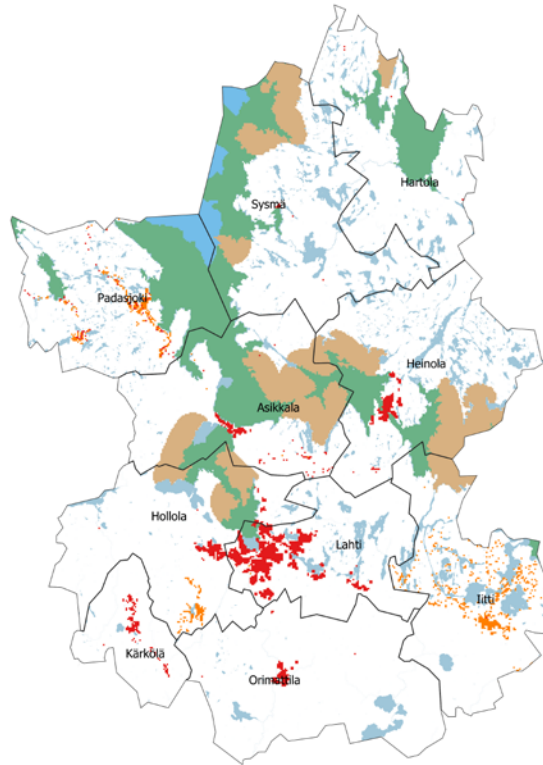 Hartola
Sysmä
Padasjoki
Heinola
Asikkala
Hollola
Lahti
Iitti
Kärkölä
Orimattila